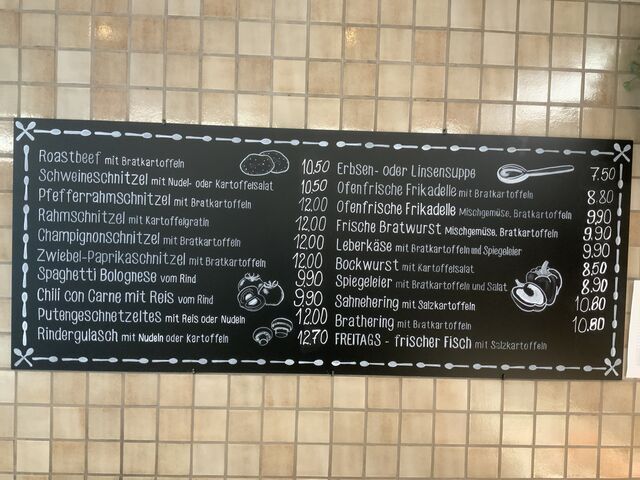 Roastbeef mit Bratkartoffeln 10.50
Schweineschnitzel mit Nudel- oder Kartoffelsalat 10.50
Pfefferrahmschnitzel mit Bratkartoffeln 12.00
Rahmschnitzel mit Kartoffelgratin 12.00
Champignonschnitzel mit Bratkartoffeln 12.00
Zwiebel-Paprikaschnitzel mit Bratkartoffeln 12.00
Spaghetti Bolognese vom Rind 9.90
Chili con Carne mit Reis vom Rind 9.90
Putengeschnetzeltes mit Reis oder Nudeln 12.00
Rindergulasch mit Nudeln oder Kartoffeln 12.70
Erbsen- oder Linsensuppe 7.50
Ofenfrische Frikadelle mit Bratkartoffeln 8.80
Ofenfrische Frikadelle Mischgemüse, Bratkartoffeln 9.90
Frische Bratwurst Mischgemüse, Bratkartoffeln 9.90
Leberkäse mit Bratkartoffeln und Spiegeleier 9.90
Bockwurst mit Kartoffelsalat 8.50
Spiegeleier mit Bratkartoffeln und Salat 8.90
Sahnehering mit Salzkartoffeln 10.80
Brathering mit Bratkartoffeln 10.80
FREITAGS - frischer Fisch mit Salzkartoffeln